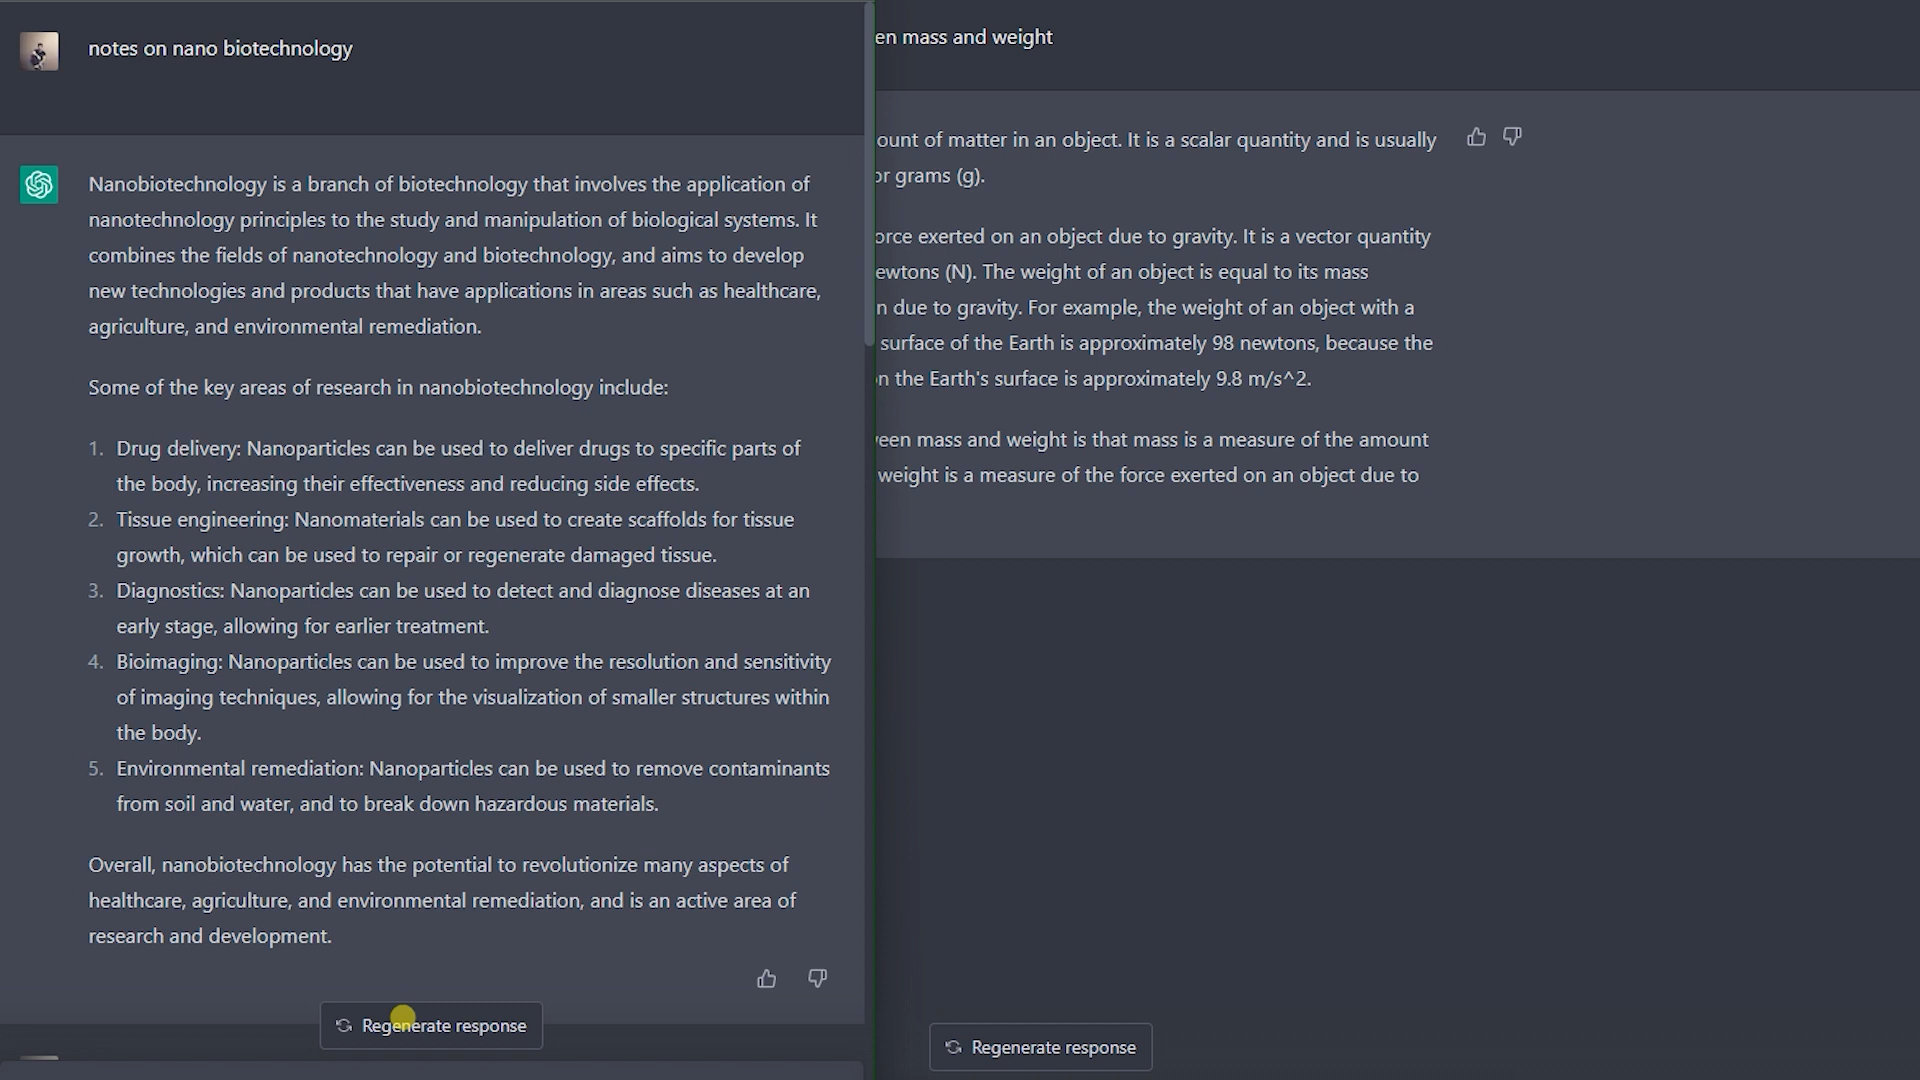 notes on nano biotechnology
Nanobiotechnology is a branch of biotechnology that involves the application of
nanotechnology principles to the study and manipulation of biological systems. It
combines the fields of nanotechnology and biotechnology, and aims to develop
new technologies and products that have applications in areas such as healthcare,
agriculture, and environmental remediation.
Some of the key areas of research in nanobiotechnology include:
1. Drug delivery: Nanoparticles can be used to deliver drugs to specific parts of
the body, increasing their effectiveness and reducing side effects.
2. Tissue engineering: Nanomaterials can be used to create scaffolds for tissue
growth, which can be used to repair or regenerate damaged tissue.
3. Diagnostics: Nanoparticles can be used to detect and diagnose diseases at an
early stage, allowing for earlier treatment.
4. Bioimaging: Nanoparticles can be used to improve the resolution and sensitivity
of imaging techniques, allowing for the visualization of smaller structures within
the body.
5. Environmental remediation: Nanoparticles can be used to remove contaminants
from soil and water, and to break down hazardous materials.
Overall, nanobiotechnology has the potential to revolutionize many aspects of
healthcare, agriculture, and environmental remediation, and is an active area of
research and development.
Regenerate response
en mass and weight
ount of matter in an object. It is a scalar quantity and is usually
or grams (g).
orce exerted on an object due to gravity. It is a vector quantity
ewtons (N). The weight of an object is equal to its mass
n due to gravity. For example, the weight of an object with a
surface of the Earth is approximately 98 newtons, because the
on the Earth's surface is approximately 9.8 m/s^2.
een mass and weight is that mass is a measure of the amount
weight is a measure of the force exerted on an object due to
Regenerate response